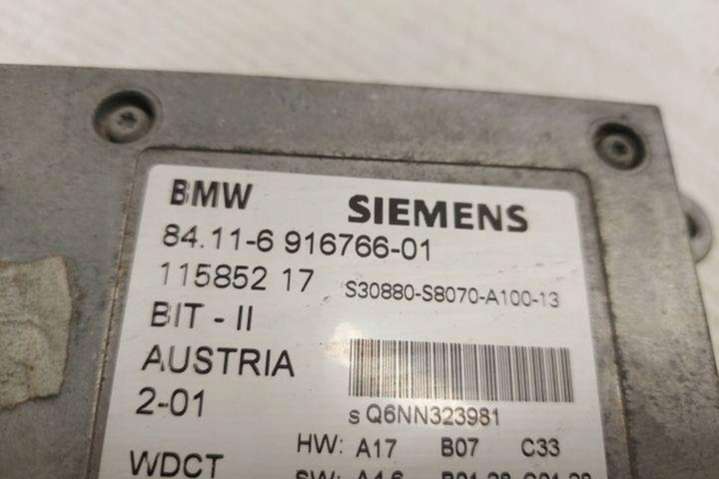 BMW SIEMENS
84.11-6 916766-01
115852 17 S30880-S8070-A100-13
BIT - II
AUSTRIA
2-01
s Q6NN323981
HW: A17 B07 C33
WDCT